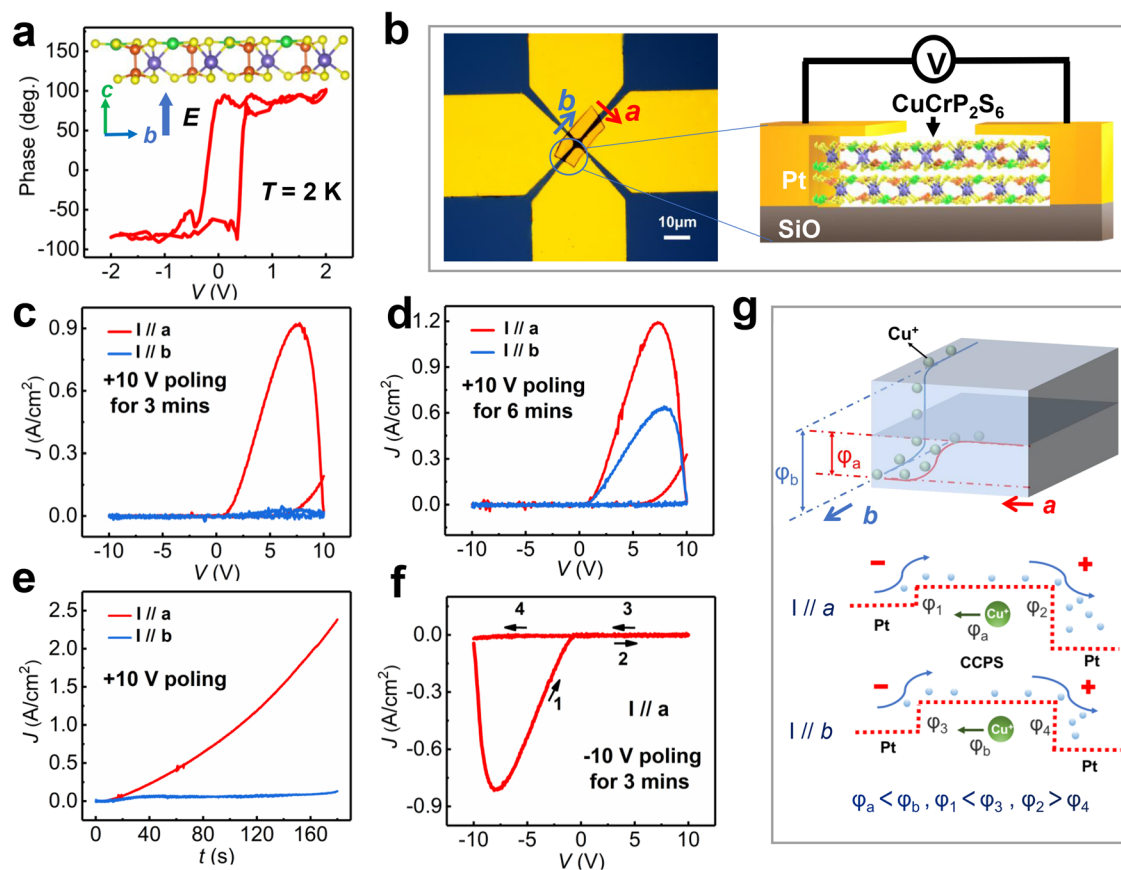 a
150
100
50
0
-50
-100
Phase (deg.)
c
b
E
T = 2 K
-2
-1
0
1
2
V (V)
b
b
a
10μm
V
CuCrP₂S₆
Pt
SiO
c
0.9
0.6
0.3
0.0
J (A/cm²)
I // a
I // b
+10 V poling
for 3 mins
-10
-5
0
5
10
V (V)
d
1.2
0.9
0.6
0.3
0.0
J (A/cm²)
I // a
I // b
+10 V poling
for 6 mins
-10
-5
0
5
10
V (V)
e
2.5
2.0
1.5
1.0
0.5
0.0
J (A/cm²)
I // a
I // b
+10 V poling
0
40
80
120
160
t (s)
f
0.0
-0.3
-0.6
-0.9
J (A/cm²)
4
3
2
1
I // a
-10 V poling
for 3 mins
-10
-5
0
5
10
V (V)
g
Cu⁺
φa
φb
b
a
I // a
−
+
φ₁
φ₂
Cu⁺
φa
Pt
CCPS
Pt
I // b
−
+
φ₃
φ₄
Cu⁺
φb
Pt
Pt
φa < φb , φ₁ < φ₃ , φ₂ > φ₄